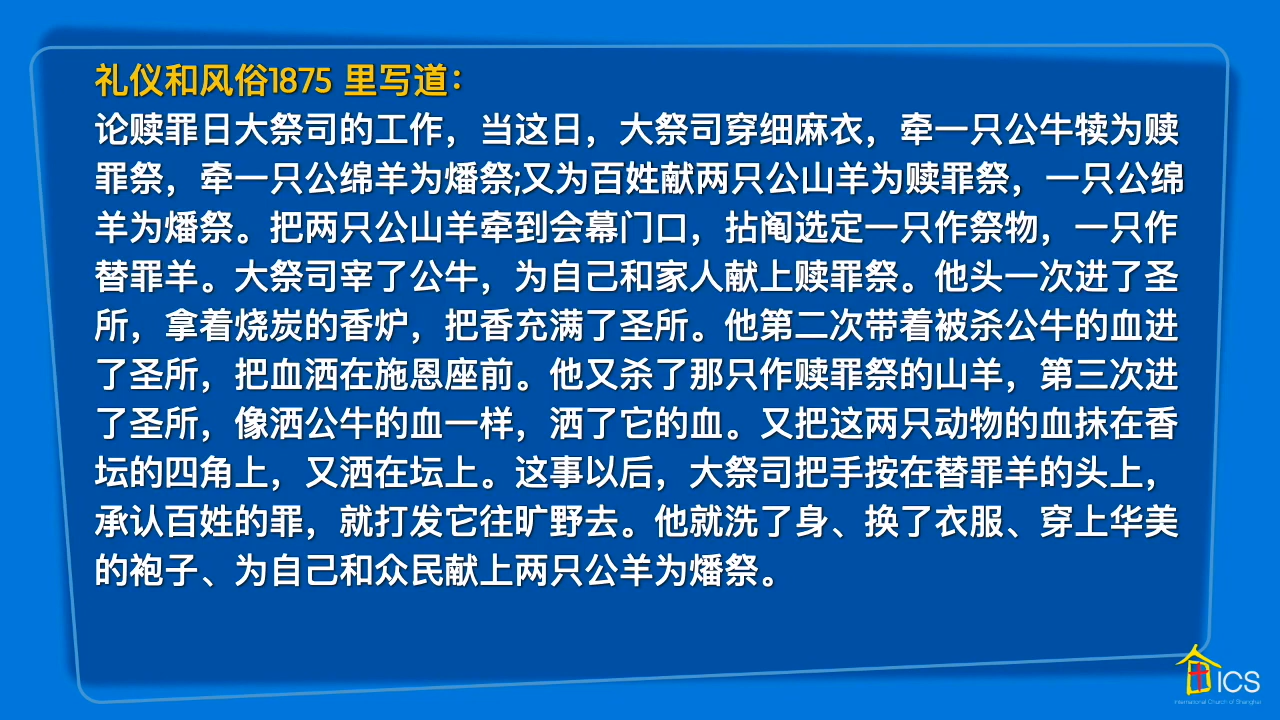 礼仪和风俗1875 里写道：
论赎罪日大祭司的工作，当这日，大祭司穿细麻衣，牵一只公牛犊为赎
罪祭，牵一只公绵羊为燔祭;又为百姓献两只公山羊为赎罪祭，一只公绵
羊为燔祭。把两只公山羊牵到会幕门口，拈阄选定一只作祭物，一只作
替罪羊。大祭司宰了公牛，为自己和家人献上赎罪祭。他头一次进了圣
所，拿着烧炭的香炉，把香充满了圣所。他第二次带着被杀公牛的血进
了圣所，把血洒在施恩座前。他又杀了那只作赎罪祭的山羊，第三次进
了圣所，像洒公牛的血一样，洒了它的血。又把这两只动物的血抹在香
坛的四角上，又洒在坛上。这事以后，大祭司把手按在替罪羊的头上，
承认百姓的罪，就打发它往旷野去。他就洗了身、换了衣服、穿上华美
的袍子、为自己和众民献上两只公羊为燔祭。
ICS
International Church of Shanghai